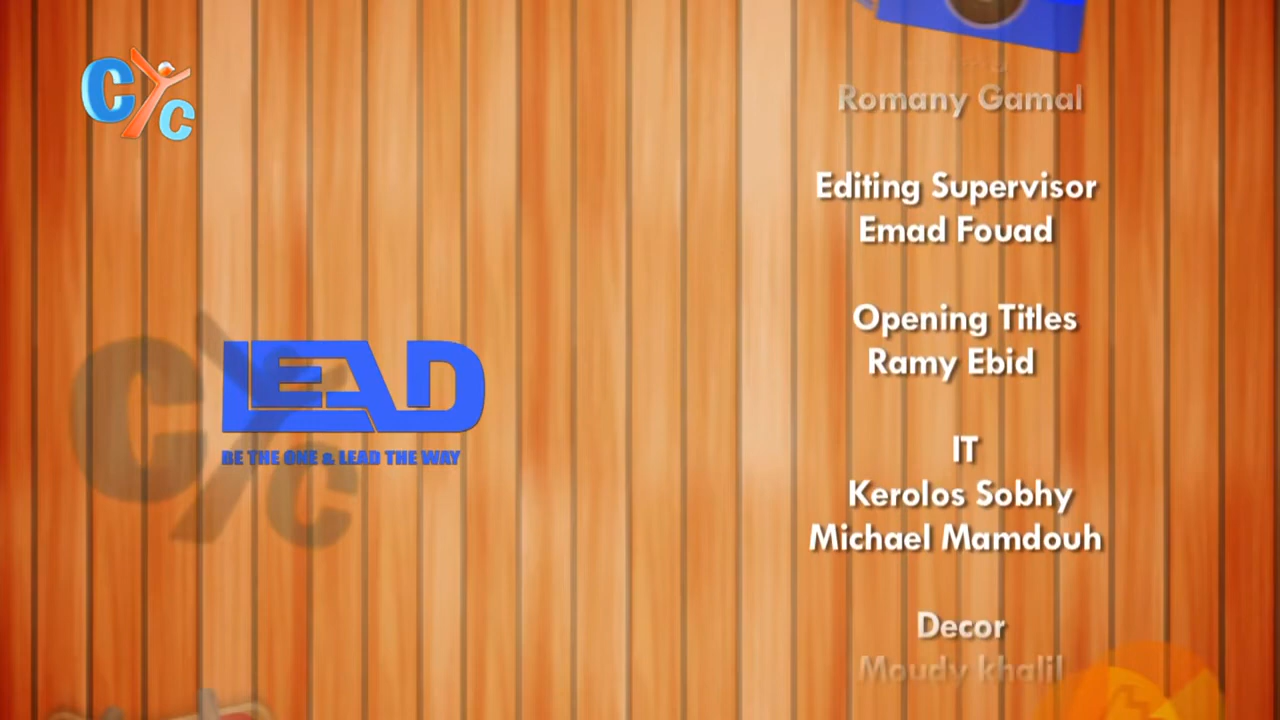 CYC
Romany Gamal
Editing Supervisor
Emad Fouad
Opening Titles
Ramy Ebid
IT
Kerolos Sobhy
Michael Mamdouh
Decor
Moudy khalil
LEAD
BE THE ONE & LEAD THE WAY
CYC